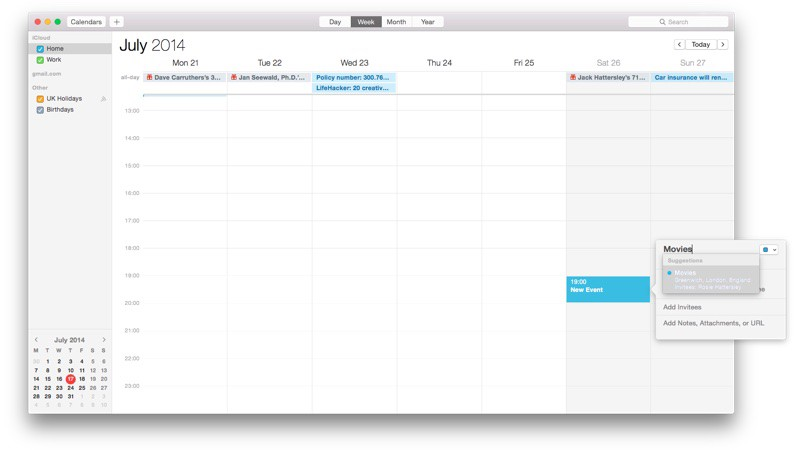 Calendars
+
Day Week Month Year
Search
iCloud
Home
Work
gmail.com
Other
UK Holidays
Birthdays
July 2014
Today
Mon 21 Tue 22 Wed 23 Thu 24 Fri 25 Sat 26 Sun 27
all-day Dave Carruthers's 3... Jan Seewald, Ph.D.'... Policy number: 300.76... Jack Hattersley's 71... Car insurance will ren...
LifeHacker: 20 creativ...
13:00
14:00
15:00
16:00
17:00
18:00
19:00
20:00
21:00
22:00
23:00
19:00
New Event
Movies
Suggestions
Movies
Greenwich, London, England
Add Invitees
Add Notes, Attachments, or URL
July 2014
M T W T F S S
30 1 2 3 4 5 6
7 8 9 10 11 12 13
14 15 16 17 18 19 20
21 22 23 24 25 26 27
28 29 30 31 1 2 3
4 5 6 7 8 9 10